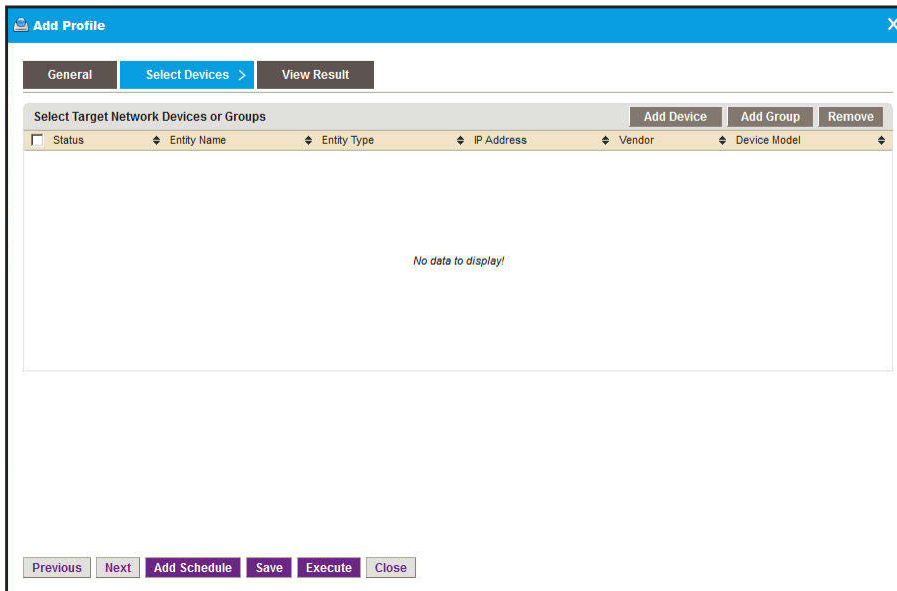 Add Profile
X
General Select Devices > View Result
Select Target Network Devices or Groups Add Device Add Group Remove
Status Entity Name Entity Type IP Address Vendor Device Model
No data to display!
Previous Next Add Schedule Save Execute Close